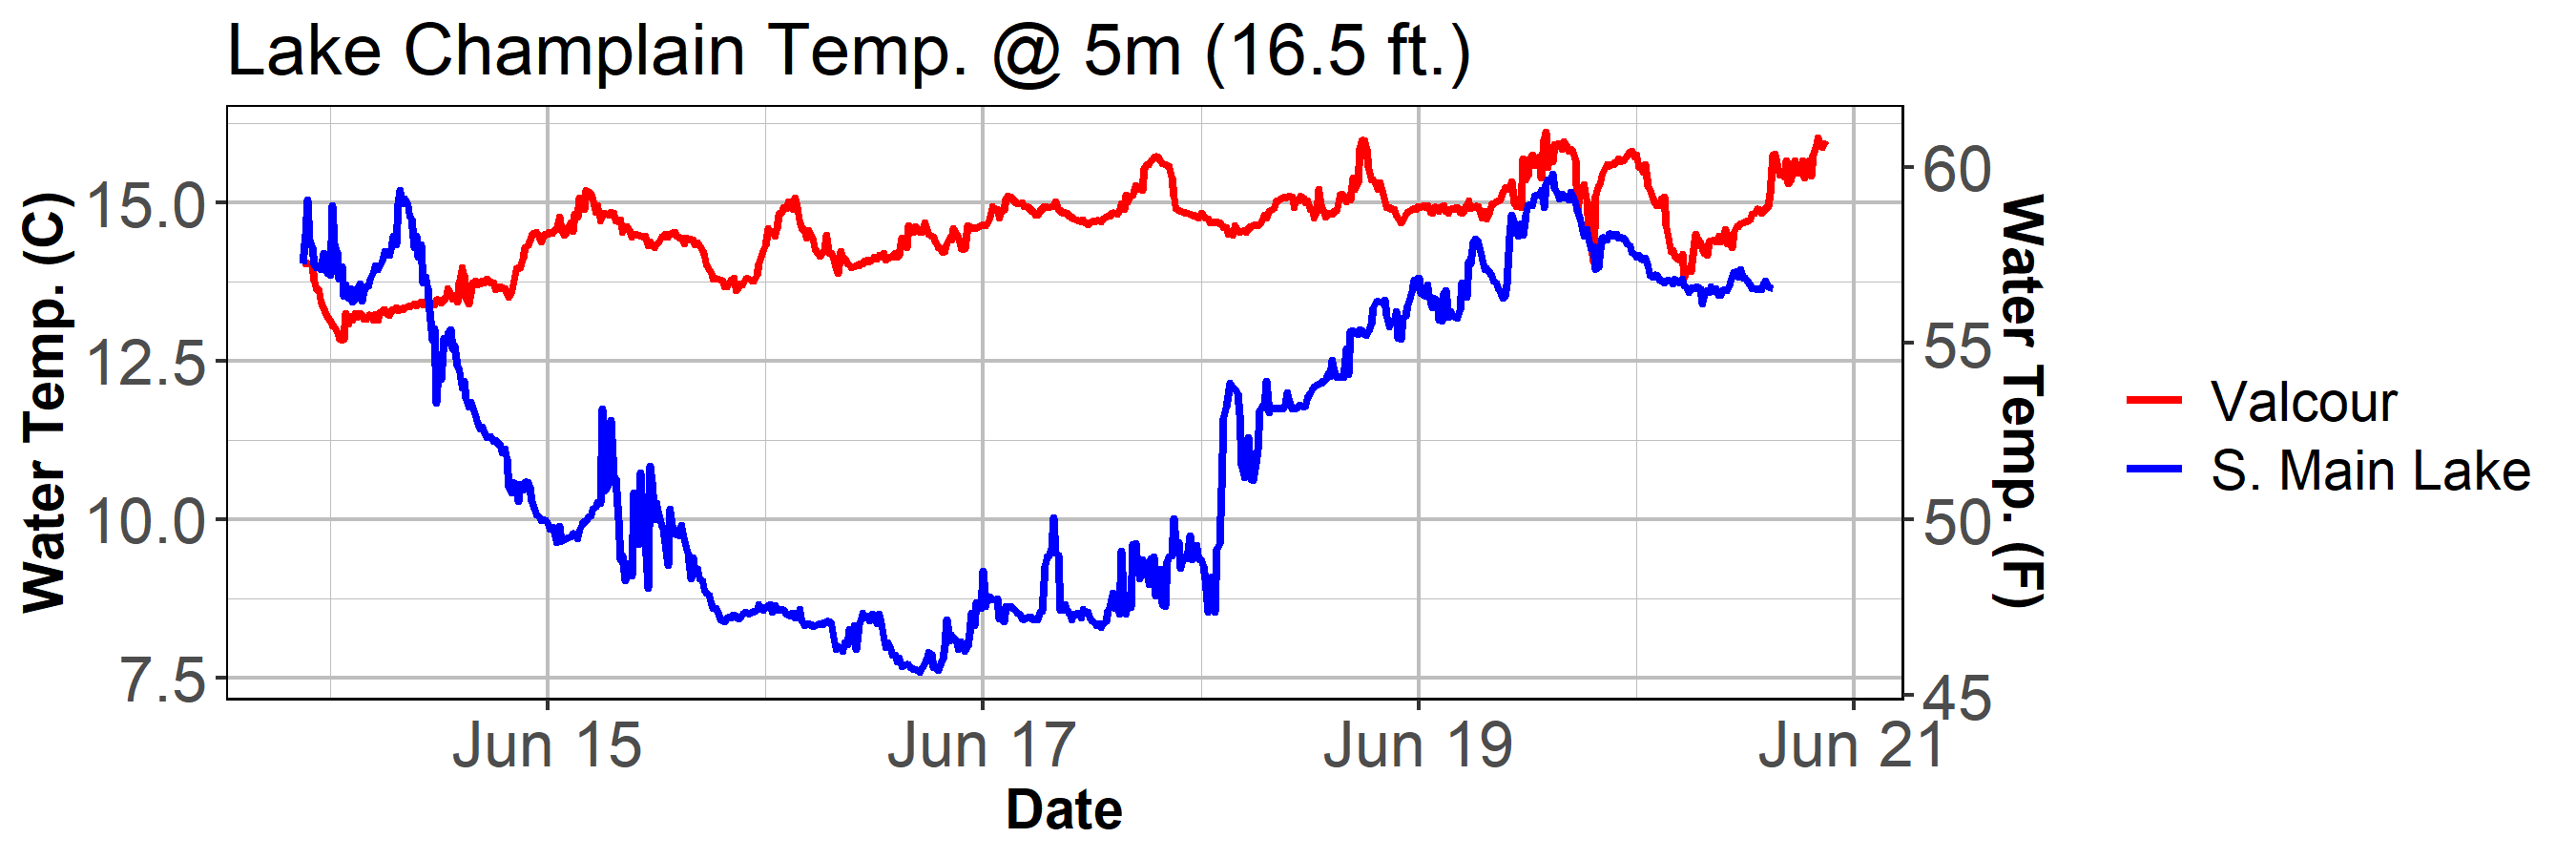 Lake Champlain Temp. @ 5m (16.5 ft.)
Water Temp. (C)
15.0
12.5
10.0
7.5
60
55
50
45
Water Temp. (F)
Jun 15
Jun 17
Jun 19
Jun 21
Date
Valcour
S. Main Lake